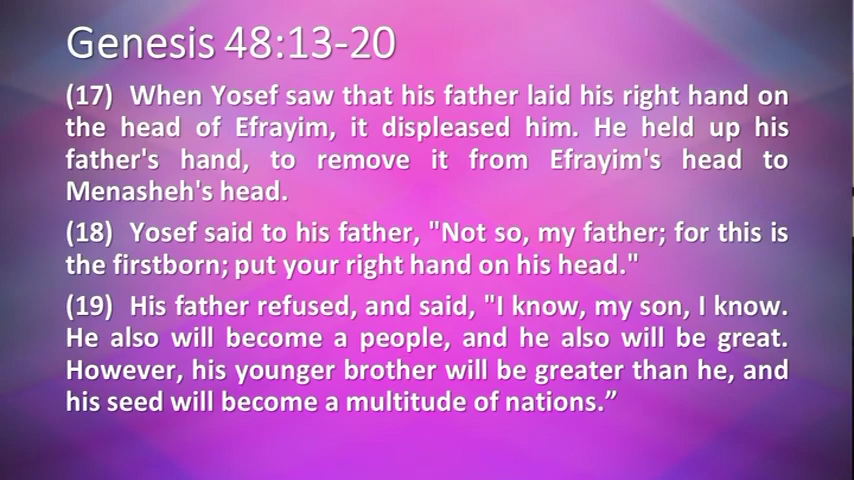 Genesis 48:13-20
(17)  When Yosef saw that his father laid his right hand on
the head of Efrayim, it displeased him. He held up his
father's hand, to remove it from Efrayim's head to
Menasheh's head.
(18)  Yosef said to his father, "Not so, my father; for this is
the firstborn; put your right hand on his head."
(19)  His father refused, and said, "I know, my son, I know.
He also will become a people, and he also will be great.
However, his younger brother will be greater than he, and
his seed will become a multitude of nations.”